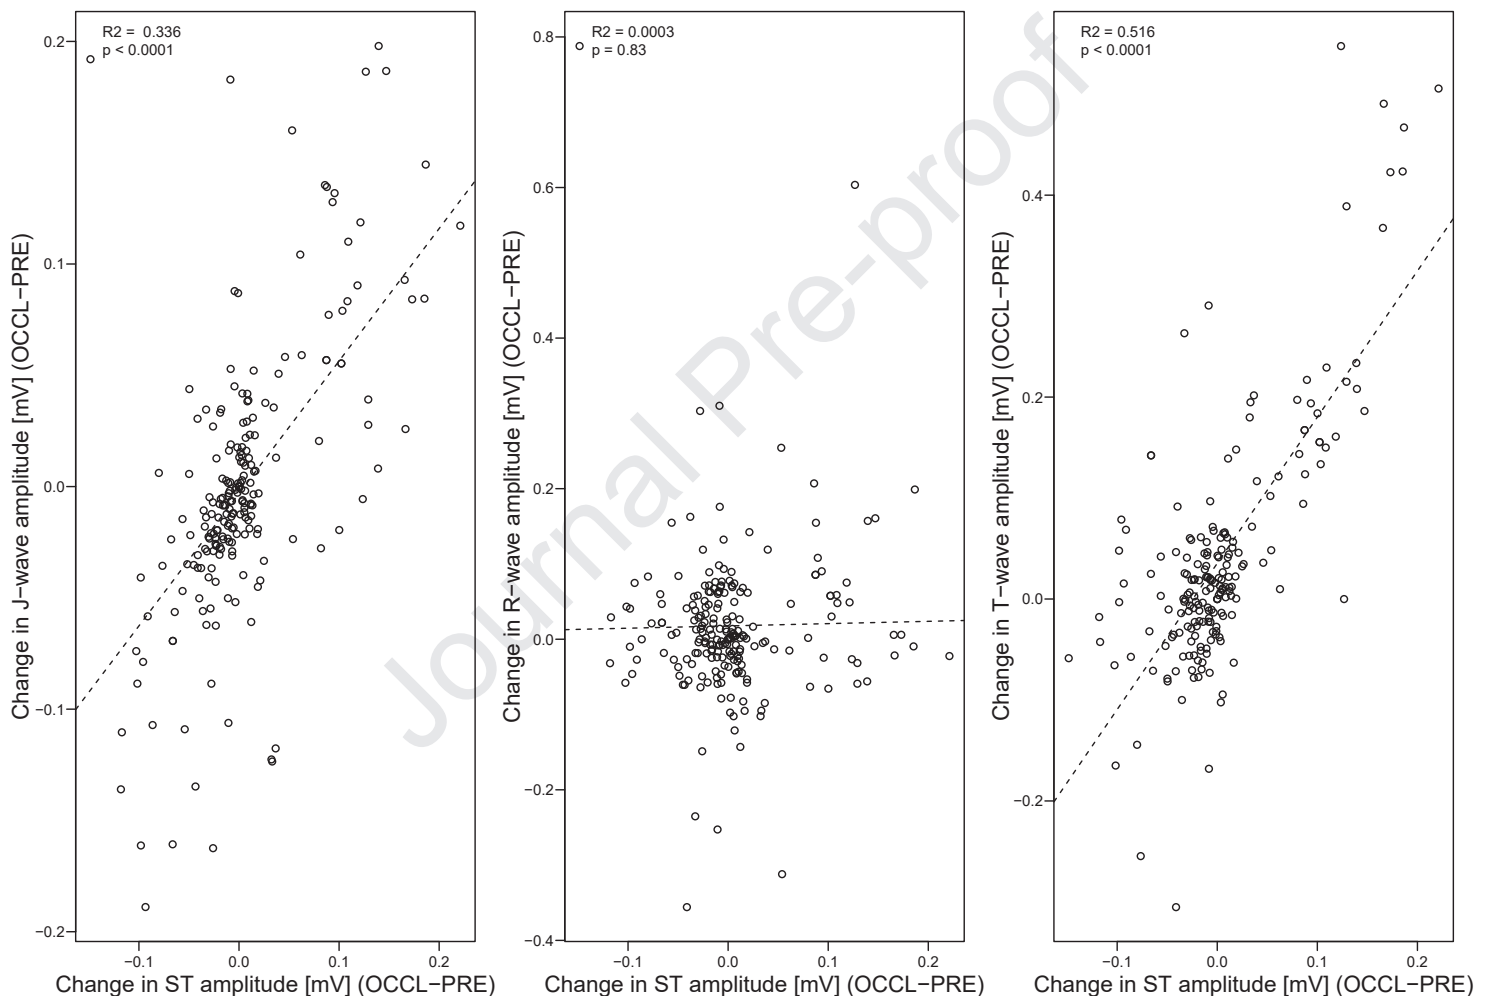 R2 =  0.336
p < 0.0001
0.2
0.1
0.0
−0.1
−0.2
Change in J−wave amplitude [mV] (OCCL−PRE)
−0.1 0.0 0.1 0.2
Change in ST amplitude [mV] (OCCL−PRE)
R2 = 0.0003
p = 0.83
0.8
0.6
0.4
0.2
0.0
−0.2
−0.4
Change in R−wave amplitude [mV] (OCCL−PRE)
−0.1 0.0 0.1 0.2
Change in ST amplitude [mV] (OCCL−PRE)
R2 = 0.516
p < 0.0001
0.4
0.2
0.0
−0.2
Change in T−wave amplitude [mV] (OCCL−PRE)
−0.1 0.0 0.1 0.2
Change in ST amplitude [mV] (OCCL−PRE)
Journal Pre-proof